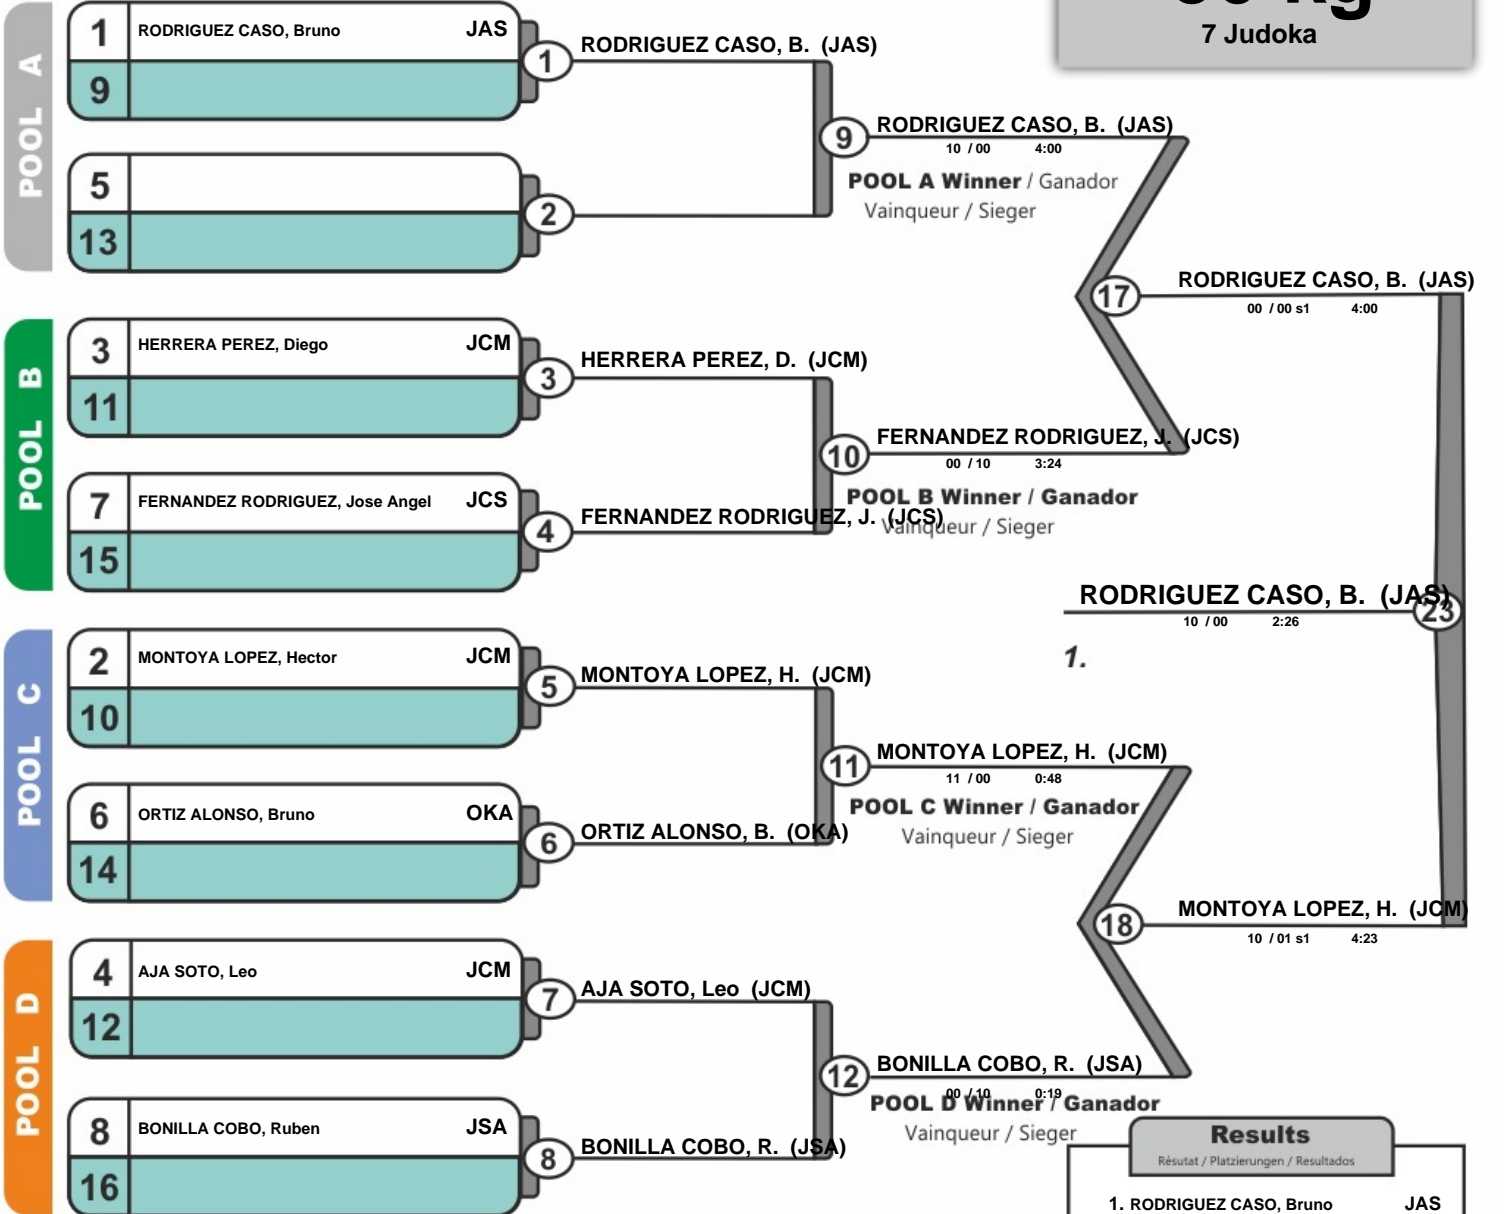 kg
7 Judoka
POOL A
1 RODRIGUEZ CASO, Bruno JAS
9
5
13
1 RODRIGUEZ CASO, B. (JAS)
2
9 RODRIGUEZ CASO, B. (JAS)
10 / 00 4:00
POOL A Winner / Ganador
Vainqueur / Sieger
POOL B
3 HERRERA PEREZ, Diego JCM
11
7 FERNANDEZ RODRIGUEZ, Jose Angel JCS
15
3 HERRERA PEREZ, D. (JCM)
4 FERNANDEZ RODRIGUEZ, J. (JCS)
10 FERNANDEZ RODRIGUEZ, J. (JCS)
00 / 10 3:24
POOL B Winner / Ganador
Vainqueur / Sieger
17 RODRIGUEZ CASO, B. (JAS)
00 / 00 s1 4:00
RODRIGUEZ CASO, B. (JAS) 23
10 / 00 2:26
1.
POOL C
2 MONTOYA LOPEZ, Hector JCM
10
6 ORTIZ ALONSO, Bruno OKA
14
5 MONTOYA LOPEZ, H. (JCM)
6 ORTIZ ALONSO, B. (OKA)
11 MONTOYA LOPEZ, H. (JCM)
11 / 00 0:48
POOL C Winner / Ganador
Vainqueur / Sieger
18 MONTOYA LOPEZ, H. (JCM)
10 / 01 s1 4:23
POOL D
4 AJA SOTO, Leo JCM
12
8 BONILLA COBO, Ruben JSA
16
7 AJA SOTO, Leo (JCM)
8 BONILLA COBO, R. (JSA)
12 BONILLA COBO, R. (JSA)
00 / 10 0:19
POOL D Winner / Ganador
Vainqueur / Sieger
Results
Résutat / Platzierungen / Resultados
1. RODRIGUEZ CASO, Bruno JAS